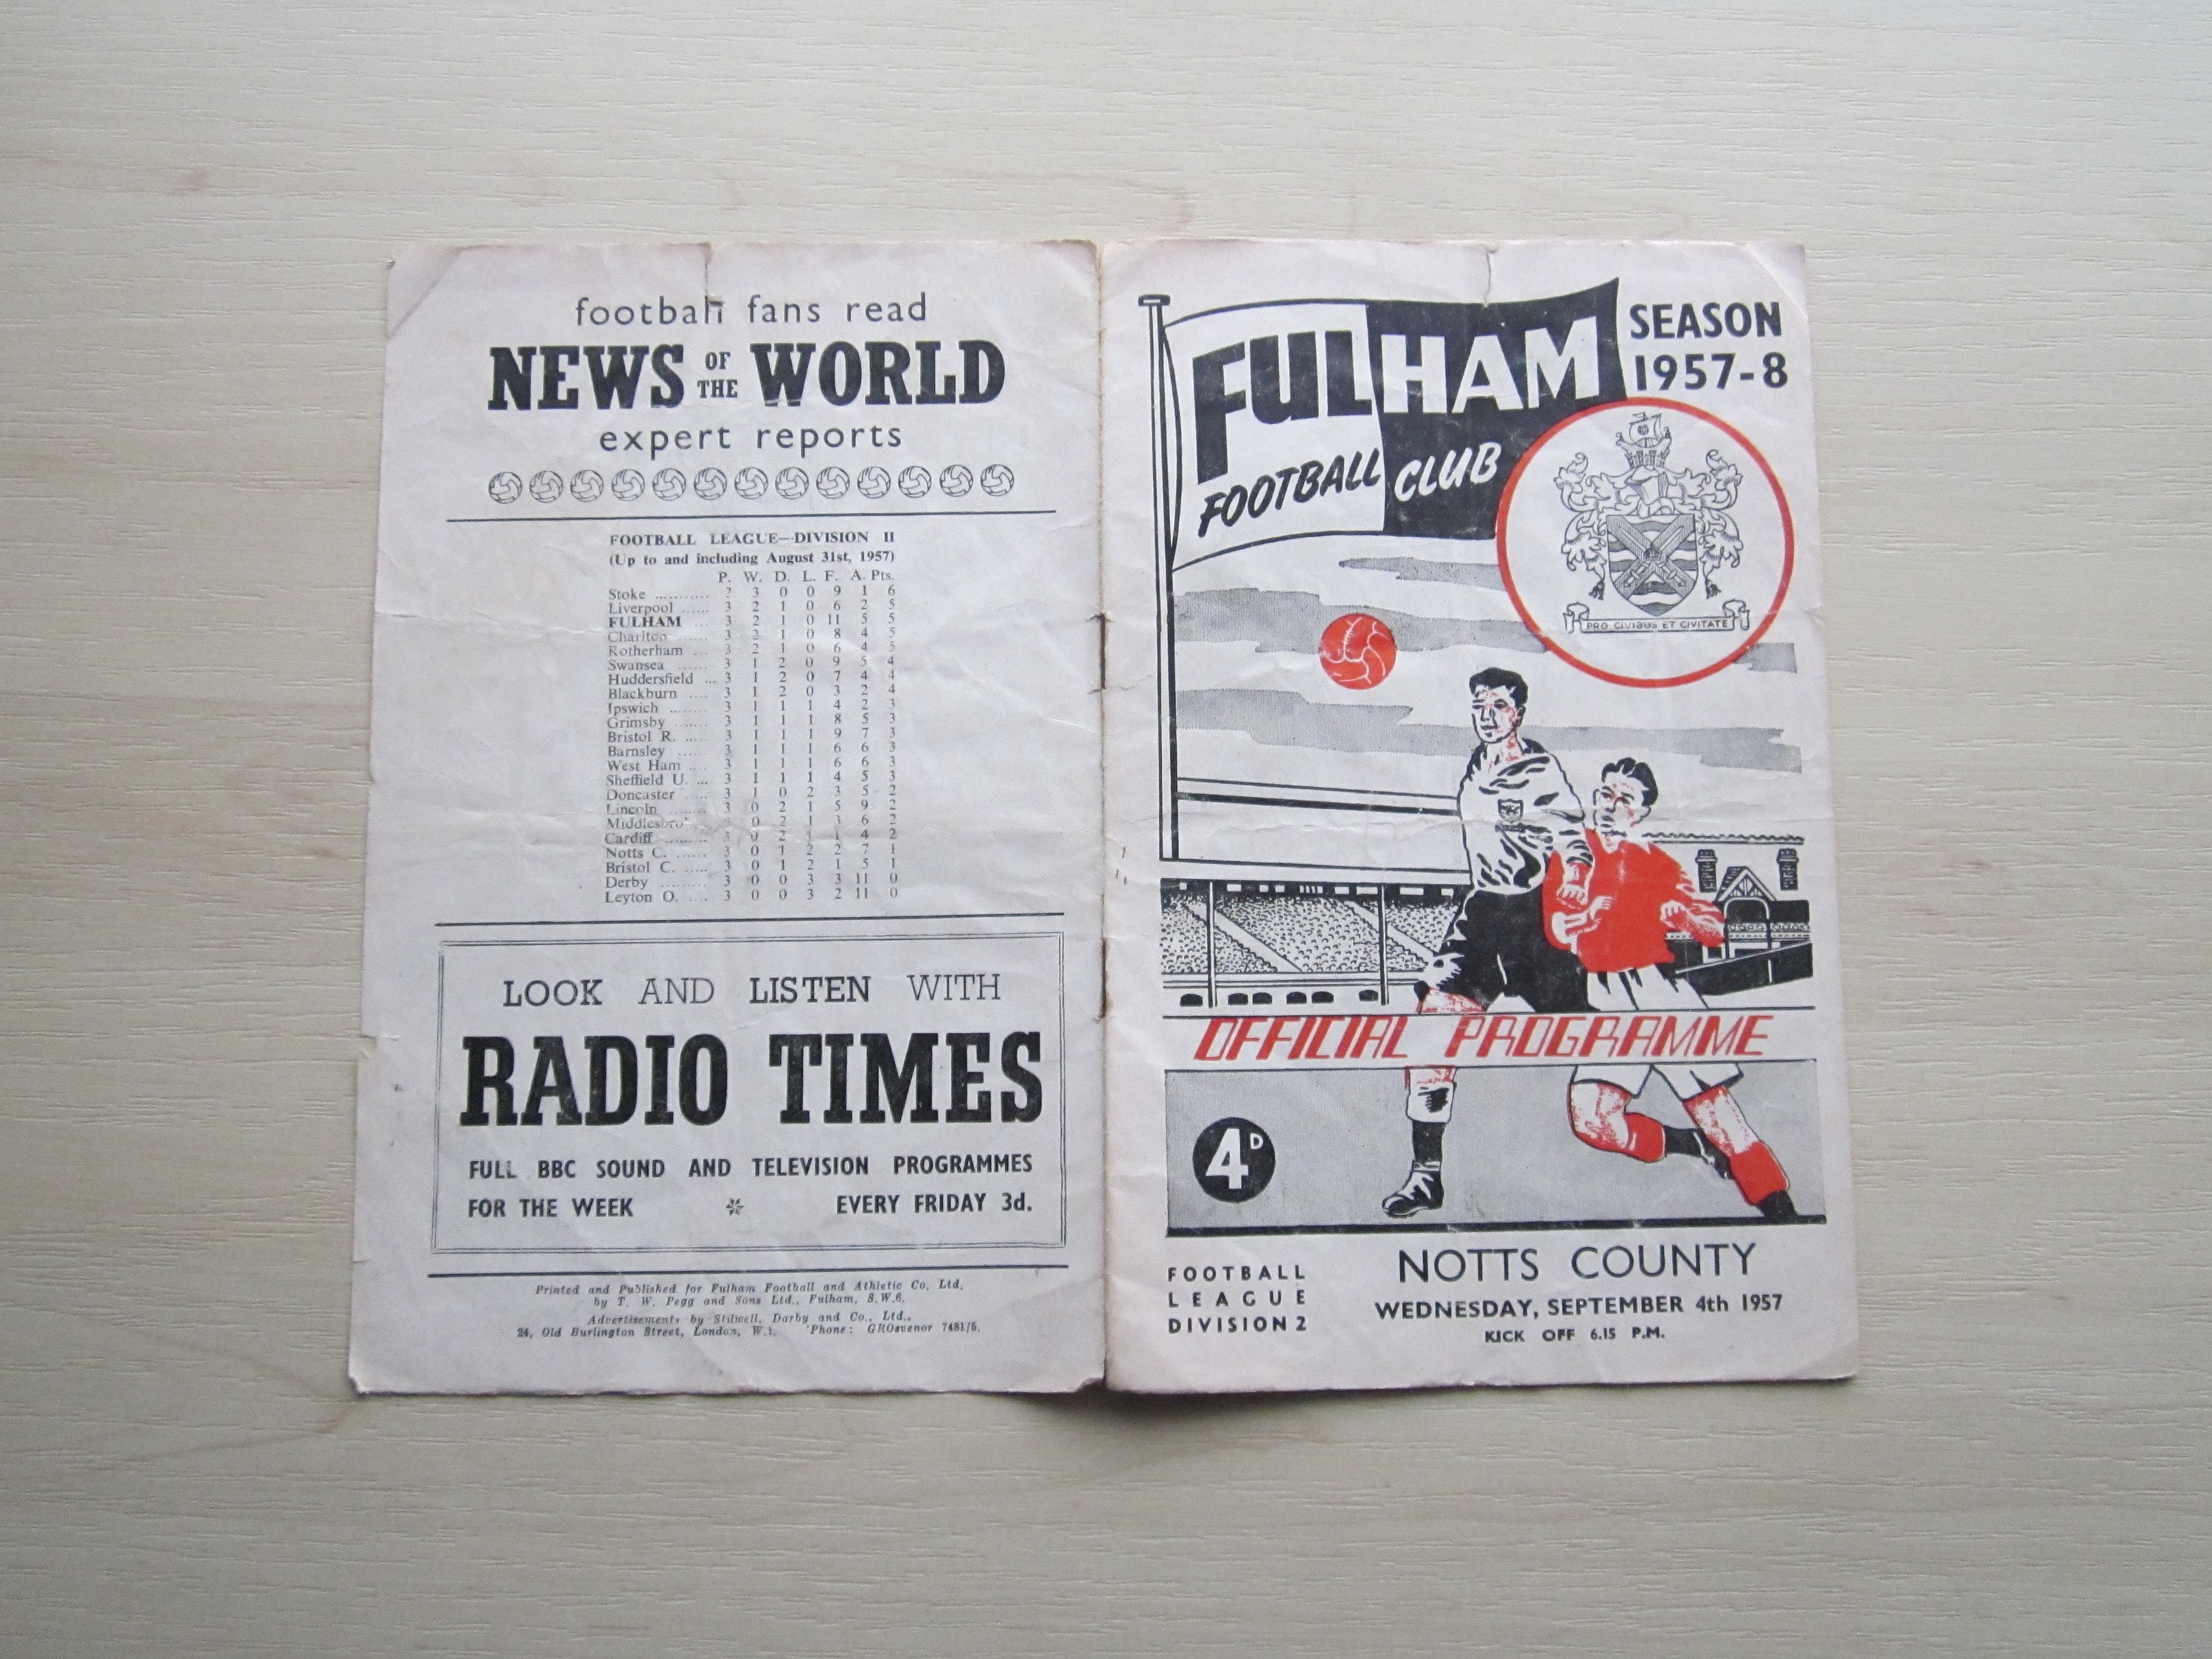 football fans read
NEWS OF THE WORLD
expert reports
FOOTBALL LEAGUE—DIVISION II
(Up to and including August 31st, 1957)
P. W. D. L. F. A. Pts.
Stoke ........... 3 0 0 9 1 6
Liverpool ...... 3 2 1 0 6 2 5
FULHAM ... 3 2 1 0 11 5 5
Charlton ...... 3 2 1 0 8 4 5
Rotherham ... 3 2 1 0 6 4 5
Swansea ...... 3 1 2 0 9 5 4
Huddersfield ... 3 1 2 0 7 4 4
Blackburn .... 3 1 2 0 3 2 4
Ipswich ........ 3 1 1 1 4 2 3
Grimsby ....... 3 1 1 1 8 5 3
Bristol R. ..... 3 1 1 1 9 7 3
Barnsley ...... 3 1 1 1 6 6 3
West Ham .... 3 1 1 1 6 6 3
Sheffield U. ... 3 1 1 1 4 5 3
Doncaster ..... 3 1 0 2 3 5 2
Lincoln ........ 3 0 2 1 5 9 2
Middlesbro' 0 2 1 3 6 2
Cardiff ........ 3 0 2 1 1 4 2
Notts C. ...... 3 0 1 2 2 7 1
Bristol C. ..... 3 0 1 2 1 5 1
Derby ......... 3 0 0 3 3 11 0
Leyton O. .... 3 0 0 3 2 11 0
LOOK AND LISTEN WITH
RADIO TIMES
FULL BBC SOUND AND TELEVISION PROGRAMMES
FOR THE WEEK EVERY FRIDAY 3d.
Printed and Published for Fulham Football and Athletic Co. Ltd.
by T. W. Pegg and Sons Ltd., Fulham, S.W.6.
Advertisements by Stilwell, Darby and Co., Ltd.,
24, Old Burlington Street, London, W.1. 'Phone: GROsvenor 7481/5.
FULHAM
FOOTBALL CLUB
SEASON
1957-8
PRO CIVIBUS ET CIVITATE
OFFICIAL PROGRAMME
4D
FOOTBALL
LEAGUE
DIVISION 2
NOTTS COUNTY
WEDNESDAY, SEPTEMBER 4th 1957
KICK OFF 6.15 P.M.